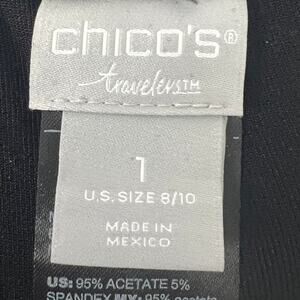 chico's®
travelers™
1
U.S. SIZE 8/10
MADE IN
MEXICO
US: 95% ACETATE 5%
SPANDEX MX: 95% acetato